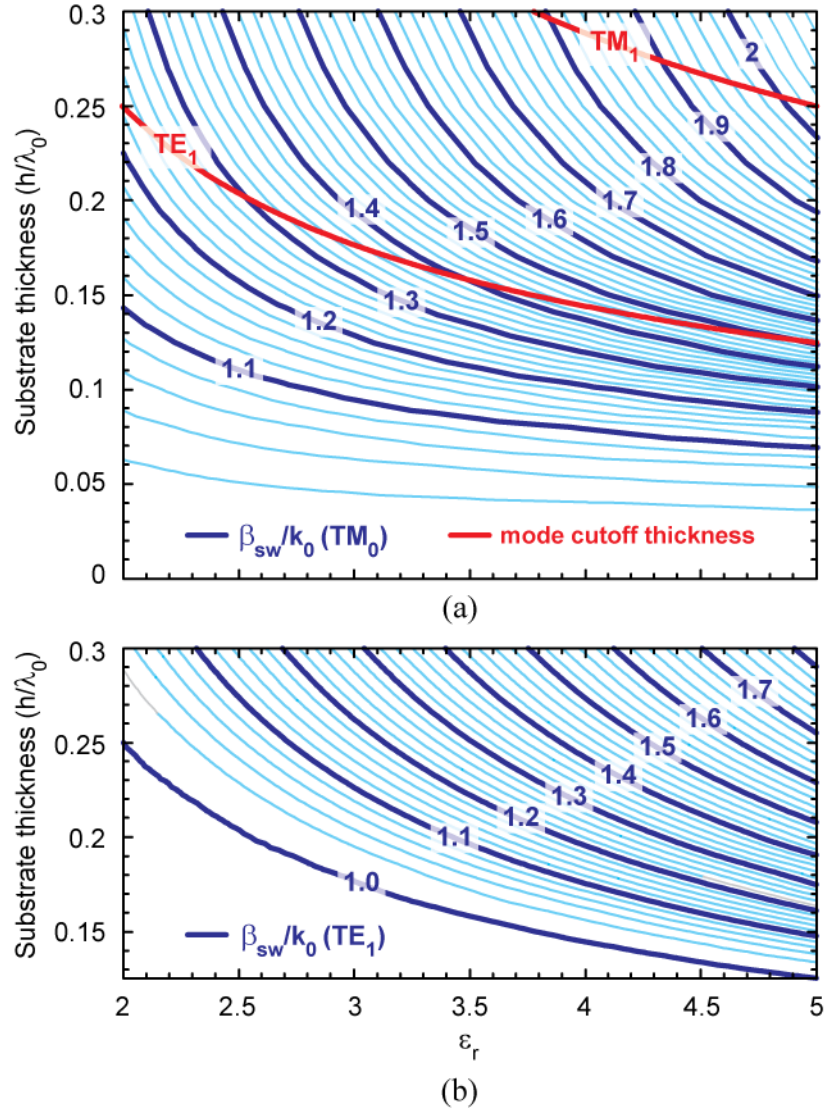 0.3
0.25
0.2
0.15
0.1
0.05
0
Substrate thickness (h/λ₀)
TM₁
TE₁
2
1.9
1.8
1.7
1.6
1.5
1.4
1.3
1.2
1.1
β_sw/k₀ (TM₀)
mode cutoff thickness
(a)
0.3
0.25
0.2
0.15
Substrate thickness (h/λ₀)
1.7
1.6
1.5
1.4
1.3
1.2
1.1
1.0
β_sw/k₀ (TE₁)
2 2.5 3 3.5 4 4.5 5
ε_r
(b)